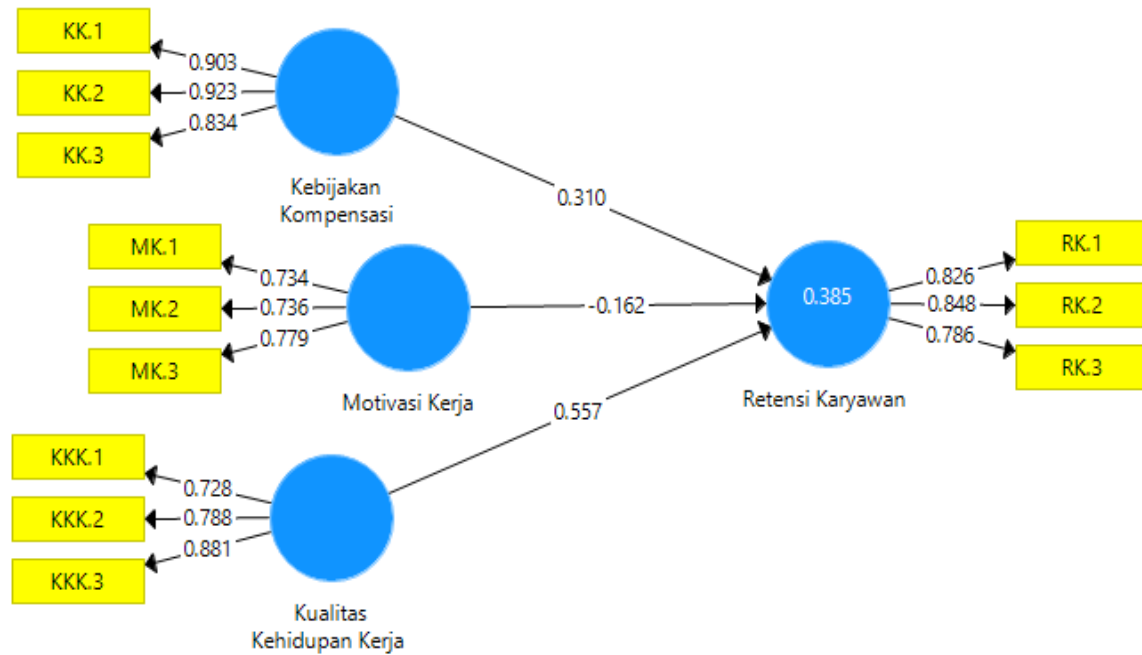 KK.1
0.903
KK.2
0.923
0.834
KK.3
Kebijakan
Kompensasi
0.310
MK.1
0.734
MK.2
0.736
0.779
MK.3
Motivasi Kerja
-0.162
0.385
Retensi Karyawan
RK.1
0.826
0.848
RK.2
0.786
RK.3
0.557
KKK.1
0.728
KKK.2
0.788
0.881
KKK.3
Kualitas
Kehidupan Kerja